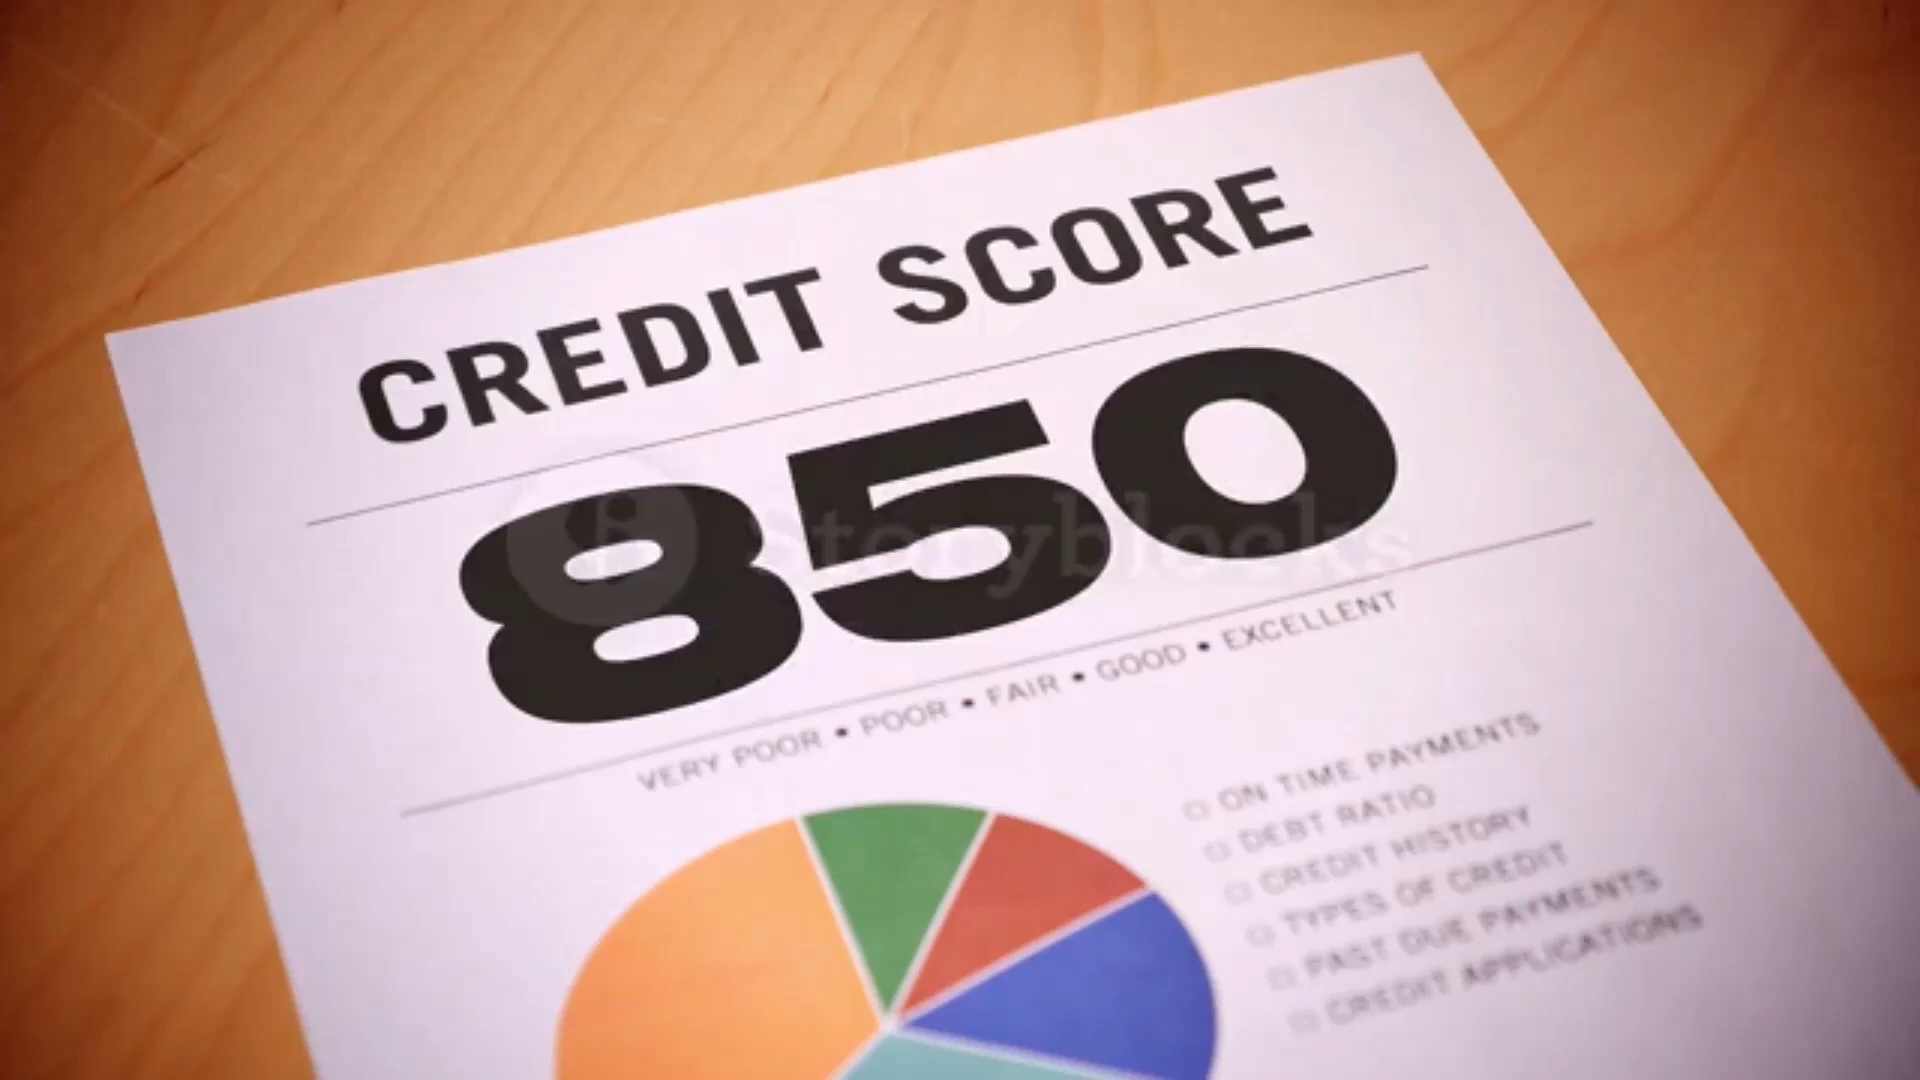 CREDIT SCORE
850
VERY POOR • POOR • FAIR • GOOD • EXCELLENT
ON TIME PAYMENTS
DEBT RATIO
CREDIT HISTORY
TYPES OF CREDIT
PAST DUE PAYMENTS
CREDIT APPLICATIONS
Storyblocks